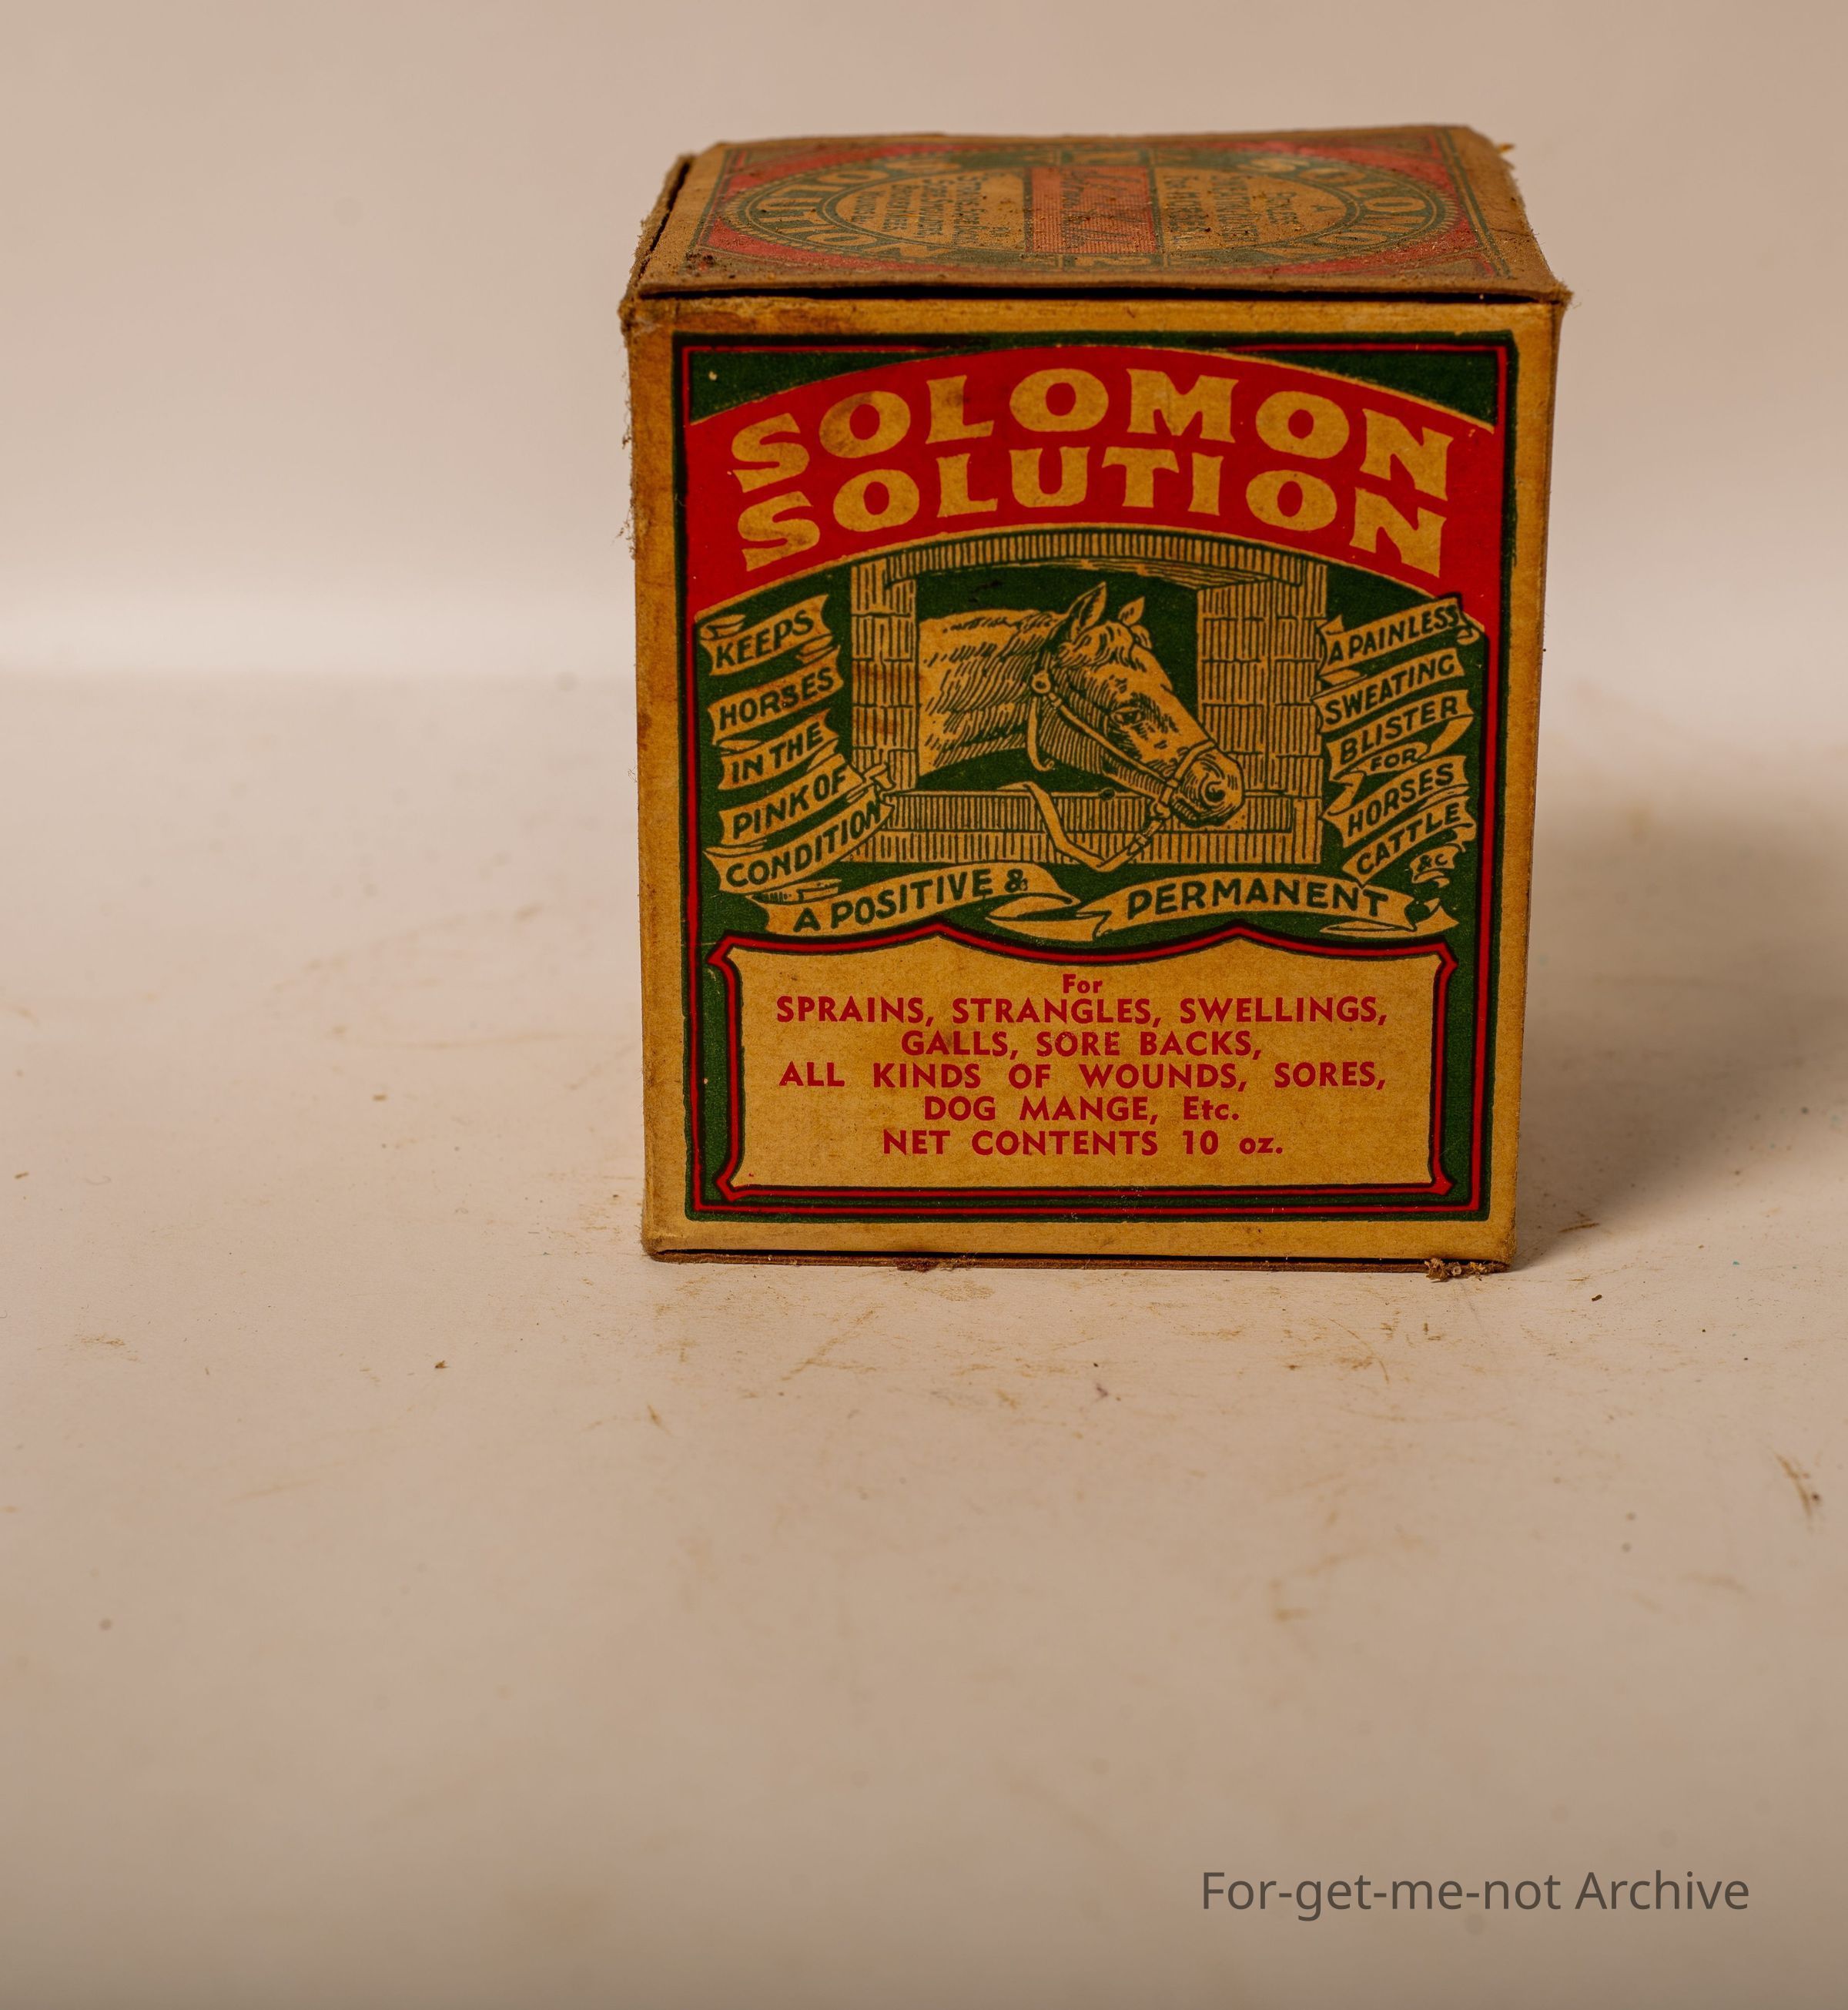 SOLOMON
SOLUTION
KEEPS
HORSES
IN THE
PINK OF
CONDITION
A PAINLESS
SWEATING
BLISTER
FOR
HORSES
CATTLE
&C
A POSITIVE & PERMANENT
For
SPRAINS, STRANGLES, SWELLINGS,
GALLS, SORE BACKS,
ALL KINDS OF WOUNDS, SORES,
DOG MANGE, Etc.
NET CONTENTS 10 oz.
For-get-me-not Archive